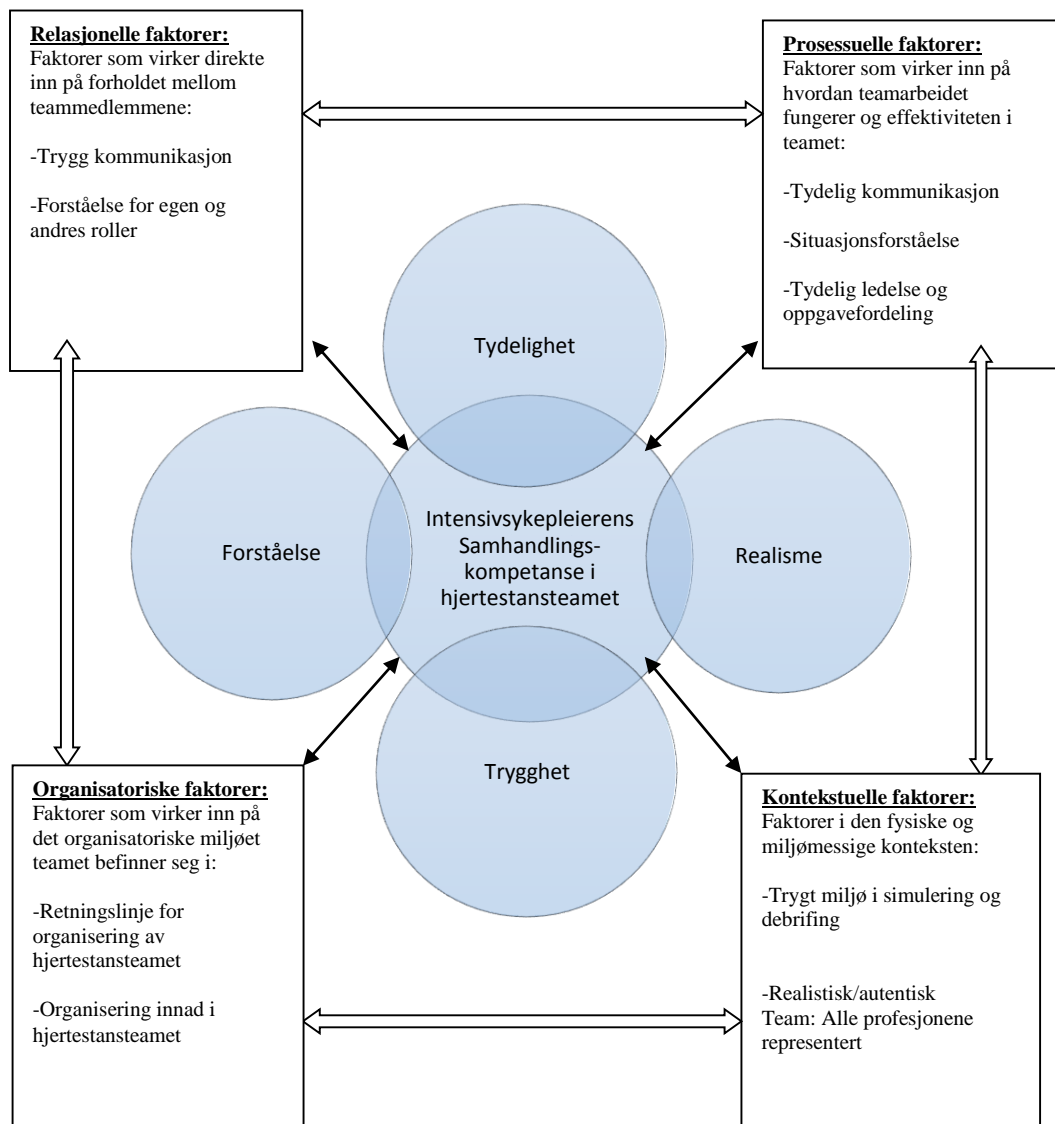 Relasjonelle faktorer:
Faktorer som virker direkte
inn på forholdet mellom
teammedlemmene:
-Trygg kommunikasjon
-Forståelse for egen og
andres roller
Prosessuelle faktorer:
Faktorer som virker inn på
hvordan teamarbeidet
fungerer og effektiviteten i
teamet:
-Tydelig kommunikasjon
-Situasjonsforståelse
-Tydelig ledelse og
oppgavefordeling
Tydelighet
Forståelse
Intensivsykepleierens
Samhandlings-
kompetanse i
hjertestansteamet
Realisme
Trygghet
Organisatoriske faktorer:
Faktorer som virker inn på
det organisatoriske miljøet
teamet befinner seg i:
-Retningslinje for
organisering av
hjertestansteamet
-Organisering innad i
hjertestansteamet
Kontekstuelle faktorer:
Faktorer i den fysiske og
miljømessige konteksten:
-Trygt miljø i simulering og
debrifing
-Realistisk/autentisk
Team: Alle profesjonene
representert